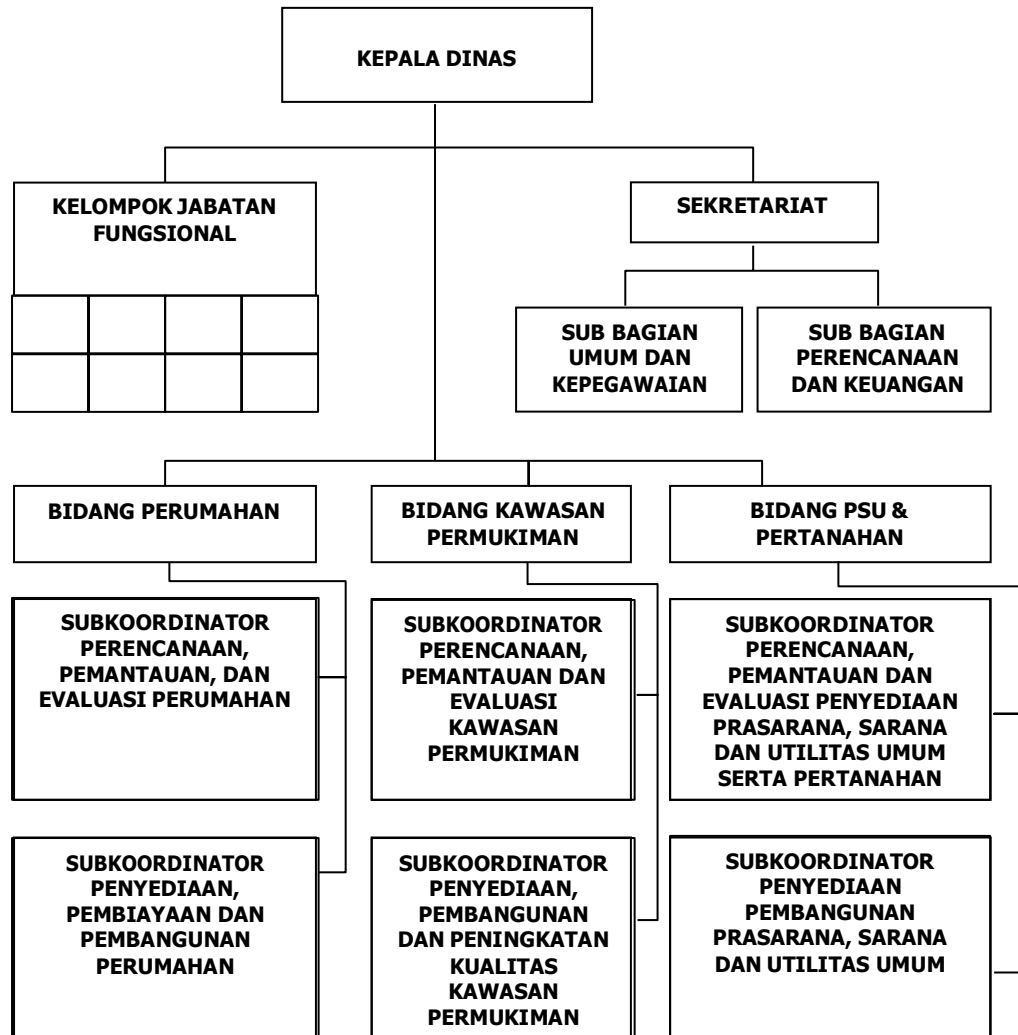 KEPALA DINAS
KELOMPOK JABATAN
FUNGSIONAL
SEKRETARIAT
SUB BAGIAN
UMUM DAN
KEPEGAWAIAN
SUB BAGIAN
PERENCANAAN
DAN KEUANGAN
BIDANG PERUMAHAN
BIDANG KAWASAN
PERMUKIMAN
BIDANG PSU &
PERTANAHAN
SUBKOORDINATOR
PERENCANAAN,
PEMANTAUAN, DAN
EVALUASI PERUMAHAN
SUBKOORDINATOR
PERENCANAAN,
PEMANTAUAN DAN
EVALUASI
KAWASAN
PERMUKIMAN
SUBKOORDINATOR
PERENCANAAN,
PEMANTAUAN DAN
EVALUASI PENYEDIAAN
PRASARANA, SARANA
DAN UTILITAS UMUM
SERTA PERTANAHAN
SUBKOORDINATOR
PENYEDIAAN,
PEMBIAYAAN DAN
PEMBANGUNAN
PERUMAHAN
SUBKOORDINATOR
PENYEDIAAN,
PEMBANGUNAN
DAN PENINGKATAN
KUALITAS
KAWASAN
PERMUKIMAN
SUBKOORDINATOR
PENYEDIAAN
PEMBANGUNAN
PRASARANA, SARANA
DAN UTILITAS UMUM